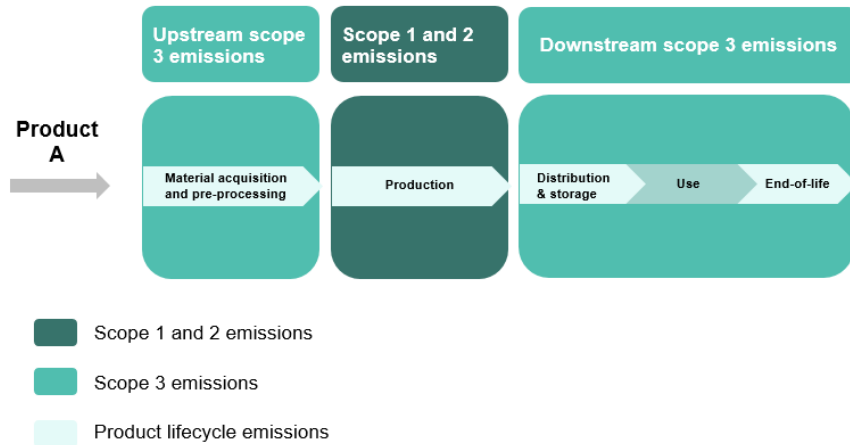 Upstream scope
3 emissions
Scope 1 and 2
emissions
Downstream scope 3 emissions
Product
A
Material acquisition
and pre-processing
Production
Distribution
& storage
Use
End-of-life
Scope 1 and 2 emissions
Scope 3 emissions
Product lifecycle emissions